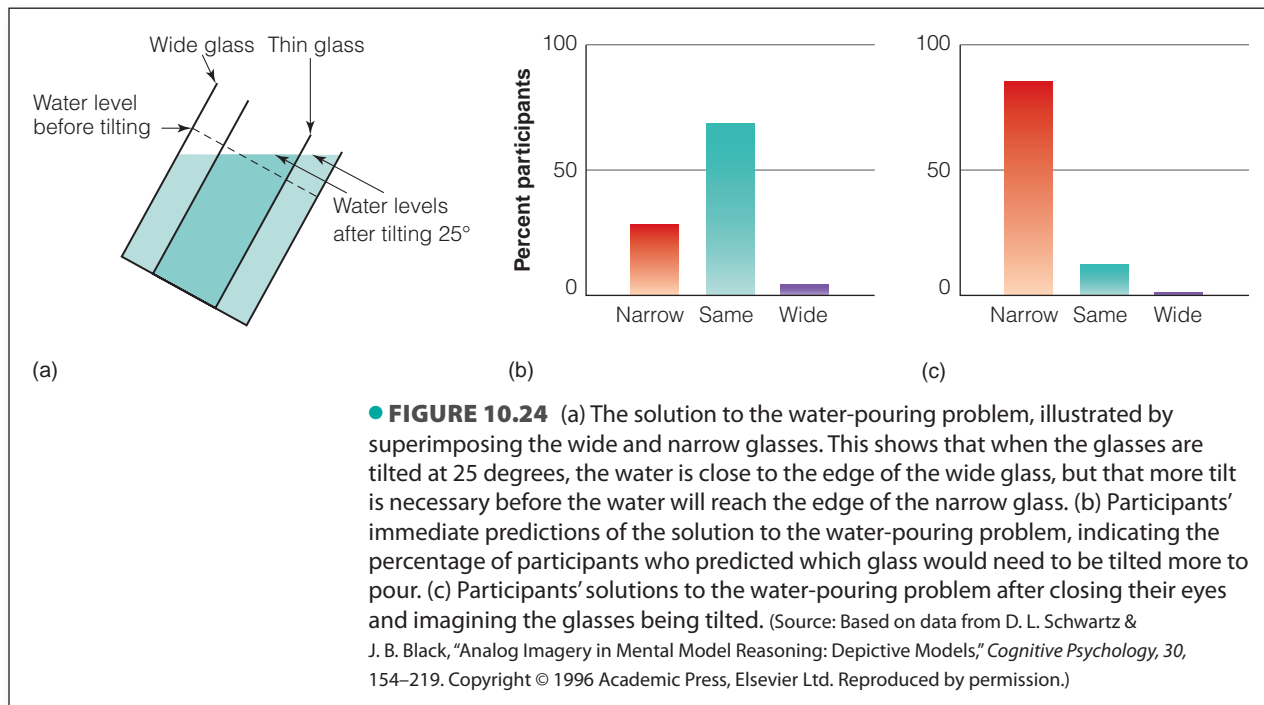 Wide glass Thin glass
Water level
before tilting
Water levels
after tilting 25°
(a)
Percent participants
100
50
0
Narrow Same Wide
(b)
100
50
0
Narrow Same Wide
(c)
● FIGURE 10.24 (a) The solution to the water-pouring problem, illustrated by
superimposing the wide and narrow glasses. This shows that when the glasses are
tilted at 25 degrees, the water is close to the edge of the wide glass, but that more tilt
is necessary before the water will reach the edge of the narrow glass. (b) Participants’
immediate predictions of the solution to the water-pouring problem, indicating the
percentage of participants who predicted which glass would need to be tilted more to
pour. (c) Participants’ solutions to the water-pouring problem after closing their eyes
and imagining the glasses being tilted. (Source: Based on data from D. L. Schwartz &
J. B. Black, “Analog Imagery in Mental Model Reasoning: Depictive Models,” Cognitive Psychology, 30,
154–219. Copyright © 1996 Academic Press, Elsevier Ltd. Reproduced by permission.)